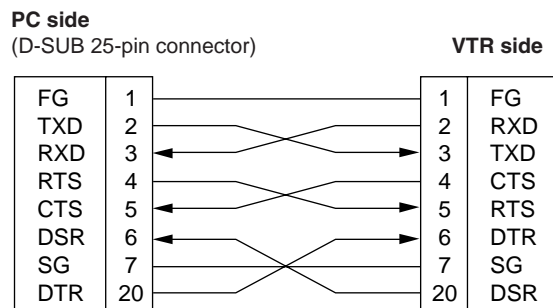 PC side
(D-SUB 25-pin connector) VTR side
FG 1 1 FG
TXD 2 2 RXD
RXD 3 3 TXD
RTS 4 4 CTS
CTS 5 5 RTS
DSR 6 6 DTR
SG 7 7 SG
DTR 20 20 DSR